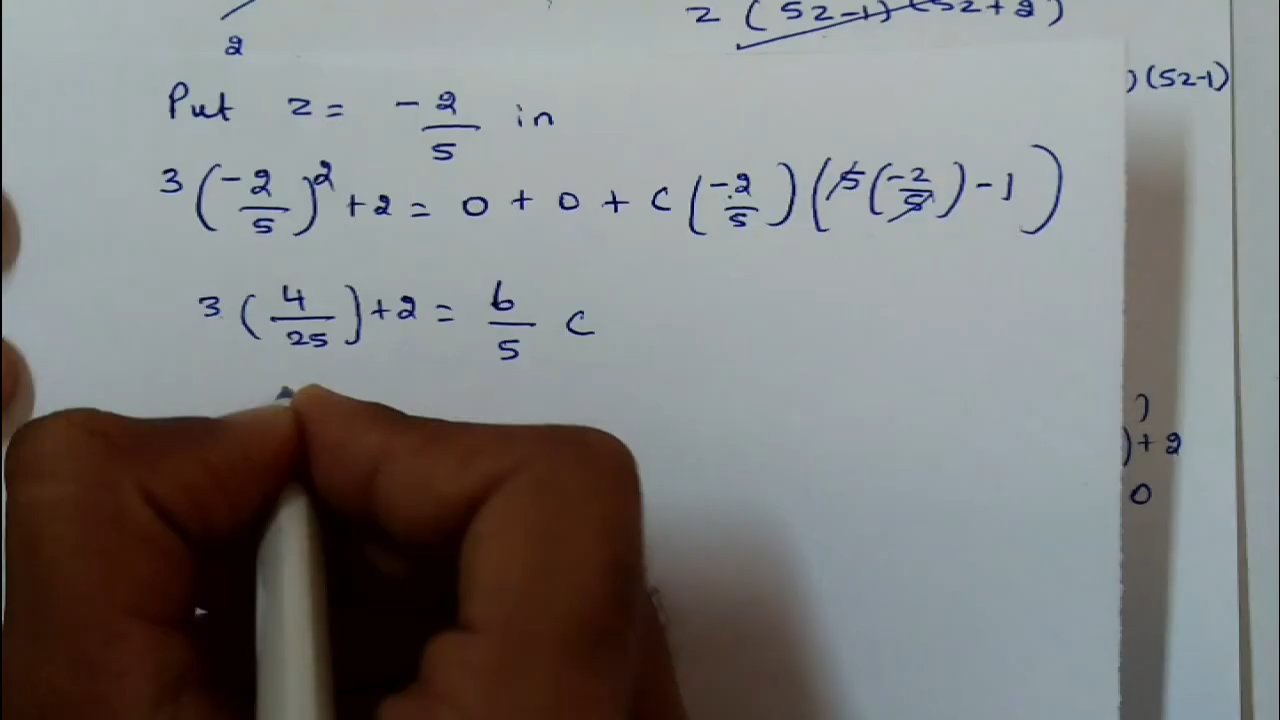 z (5z-1) (5z+2)
2
)(5z-1)
Put z = -2/5 in
3(-2/5)^2 + 2 = 0 + 0 + C(-2/5)(5(-2/5) - 1)
3(4/25) + 2 = 6/5 C
)
) + 2
0